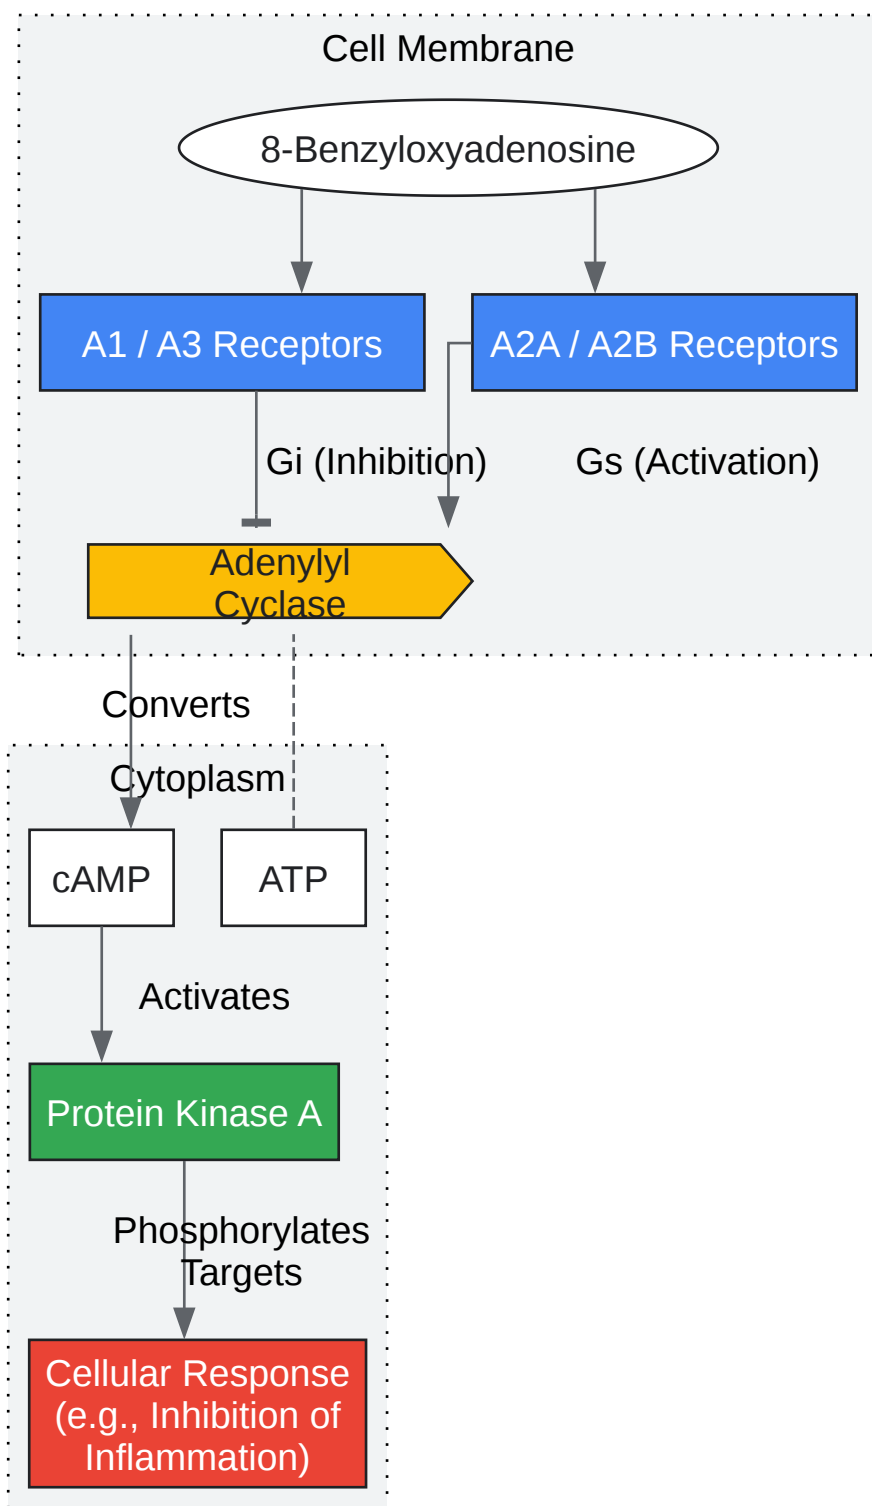 Cell Membrane
8-Benzyloxyadenosine
A1 / A3 Receptors
A2A / A2B Receptors
Gi (Inhibition)
Gs (Activation)
Adenylyl
Cyclase
Converts
Cytoplasm
cAMP
ATP
Activates
Protein Kinase A
Phosphorylates
Targets
Cellular Response
(e.g., Inhibition of
Inflammation)